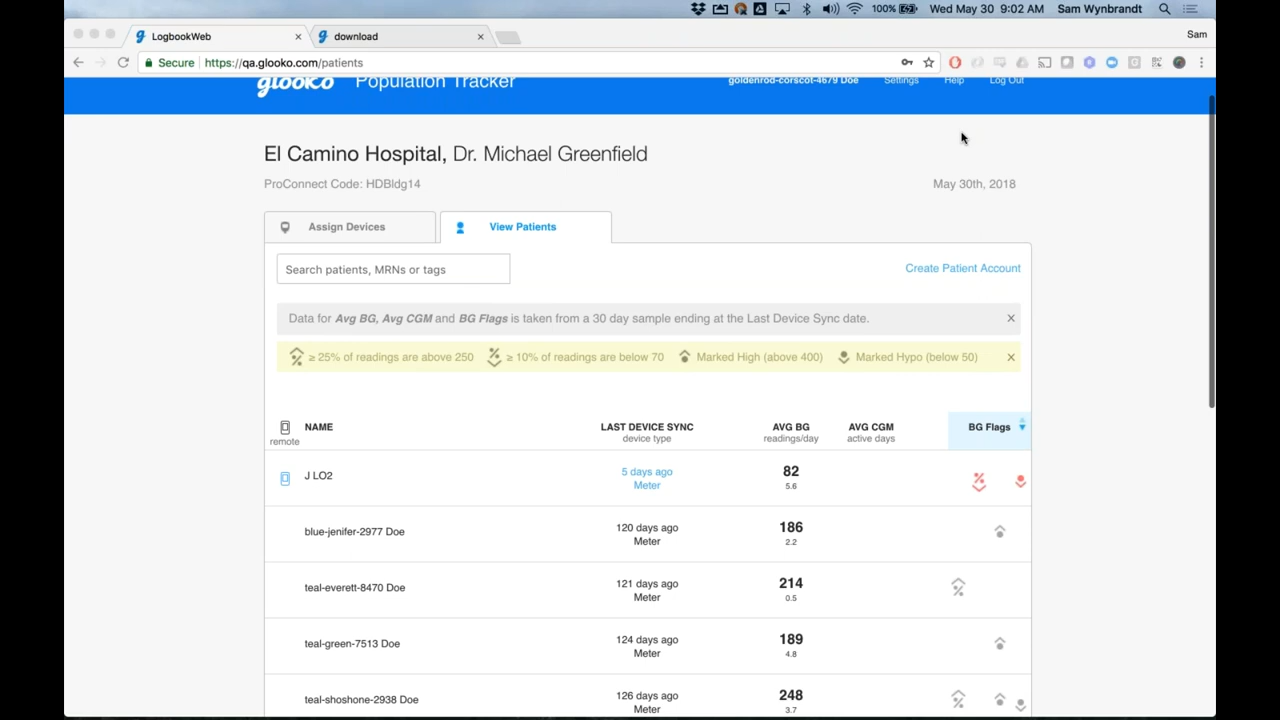 100% Wed May 30 9:02 AM Sam Wynbrandt
LogbookWeb download Sam
Secure https://qa.glooko.com/patients
glooko Population Tracker goldenrod-corscot-4679 Doe Settings Help Log Out
El Camino Hospital, Dr. Michael Greenfield
ProConnect Code: HDBldg14 May 30th, 2018
Assign Devices View Patients
Search patients, MRNs or tags Create Patient Account
Data for Avg BG, Avg CGM and BG Flags is taken from a 30 day sample ending at the Last Device Sync date.
≥ 25% of readings are above 250 ≥ 10% of readings are below 70 Marked High (above 400) Marked Hypo (below 50)
NAME LAST DEVICE SYNC AVG BG AVG CGM BG Flags
remote device type readings/day active days
J LO2 5 days ago 82
Meter 5.6
blue-jenifer-2977 Doe 120 days ago 186
Meter 2.2
teal-everett-8470 Doe 121 days ago 214
Meter 0.5
teal-green-7513 Doe 124 days ago 189
Meter 4.8
teal-shoshone-2938 Doe 126 days ago 248
Meter 3.7